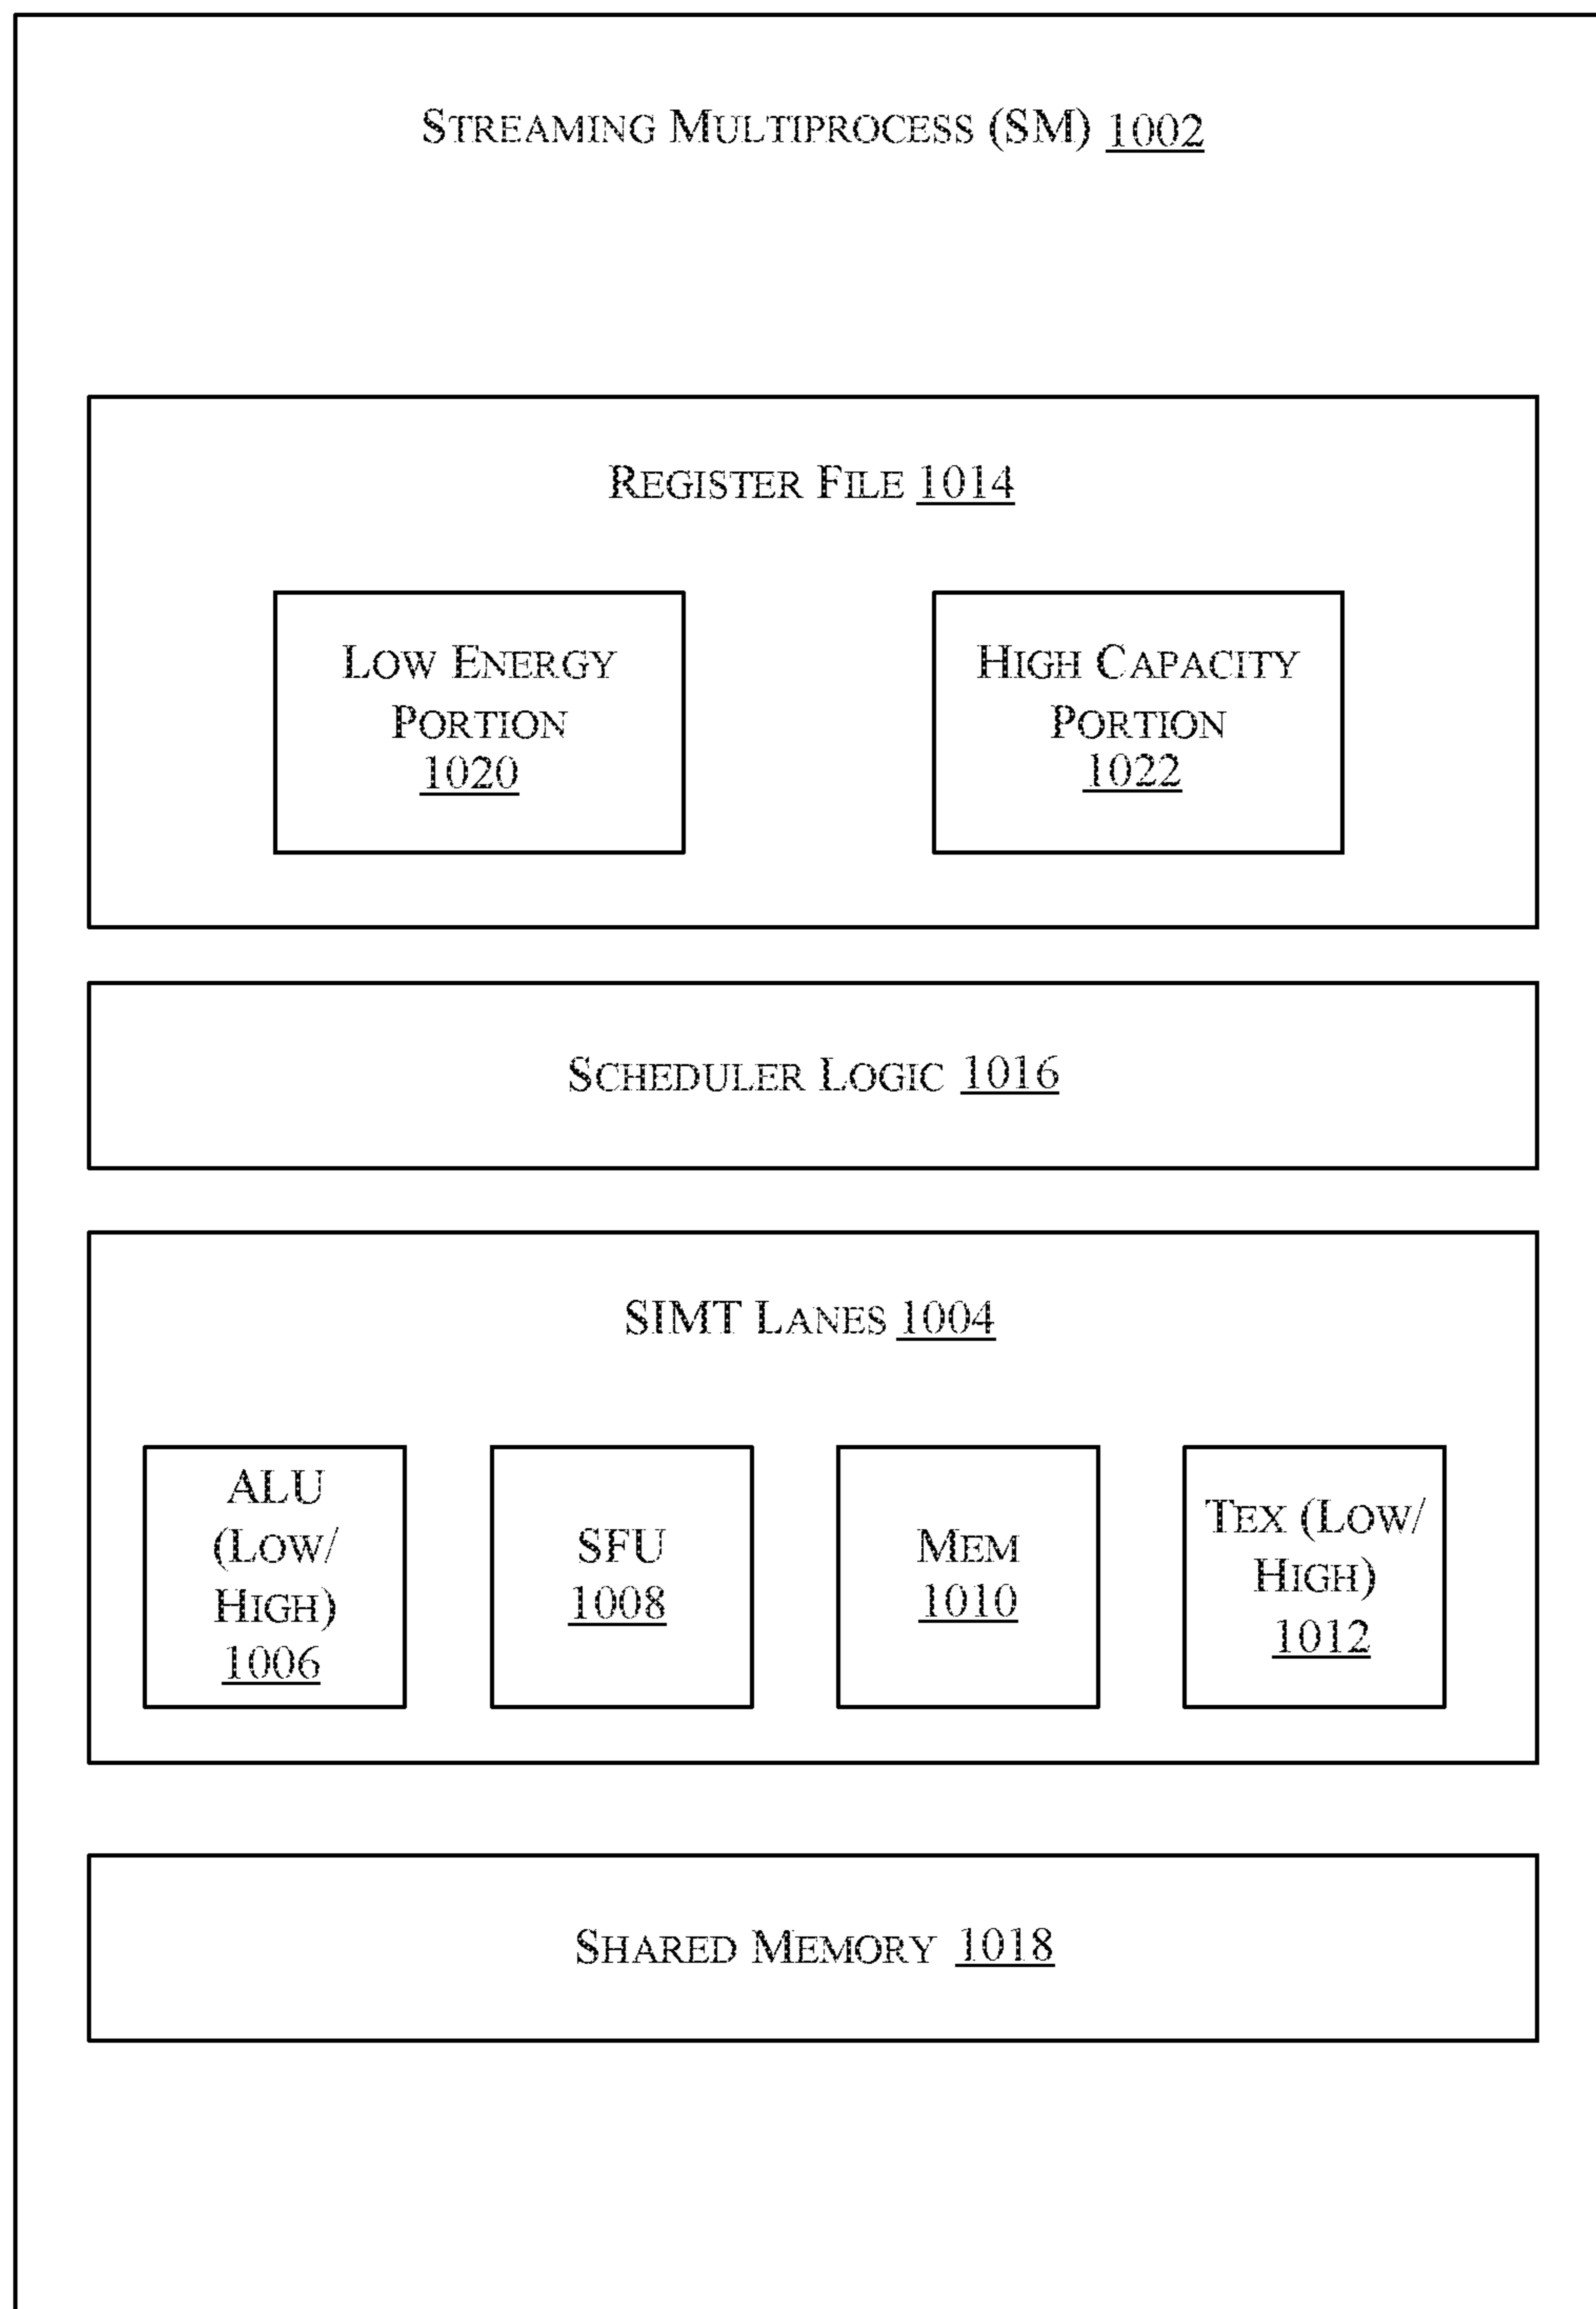 STREAMING MULTIPROCESS (SM) 1002
REGISTER FILE 1014
LOW ENERGY
PORTION
1020
HIGH CAPACITY
PORTION
1022
SCHEDULER LOGIC 1016
SIMT LANES 1004
ALU
(LOW/
HIGH)
1006
SFU
1008
MEM
1010
TEX (LOW/
HIGH)
1012
SHARED MEMORY 1018